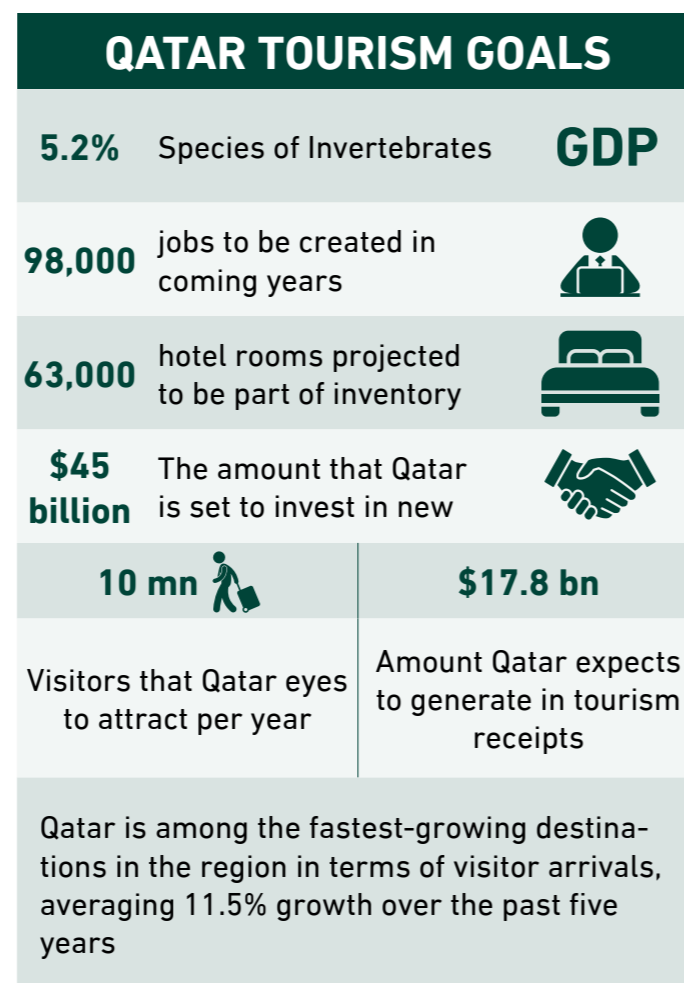 QATAR TOURISM GOALS
5.2%
Species of Invertebrates
GDP
98,000
jobs to be created in
coming years
63,000
hotel rooms projected
to be part of inventory
$45
billion
The amount that Qatar
is set to invest in new
10 mn
Visitors that Qatar eyes
to attract per year
$17.8 bn
Amount Qatar expects
to generate in tourism
receipts
Qatar is among the fastest-growing destina-
tions in the region in terms of visitor arrivals,
averaging 11.5% growth over the past five
years